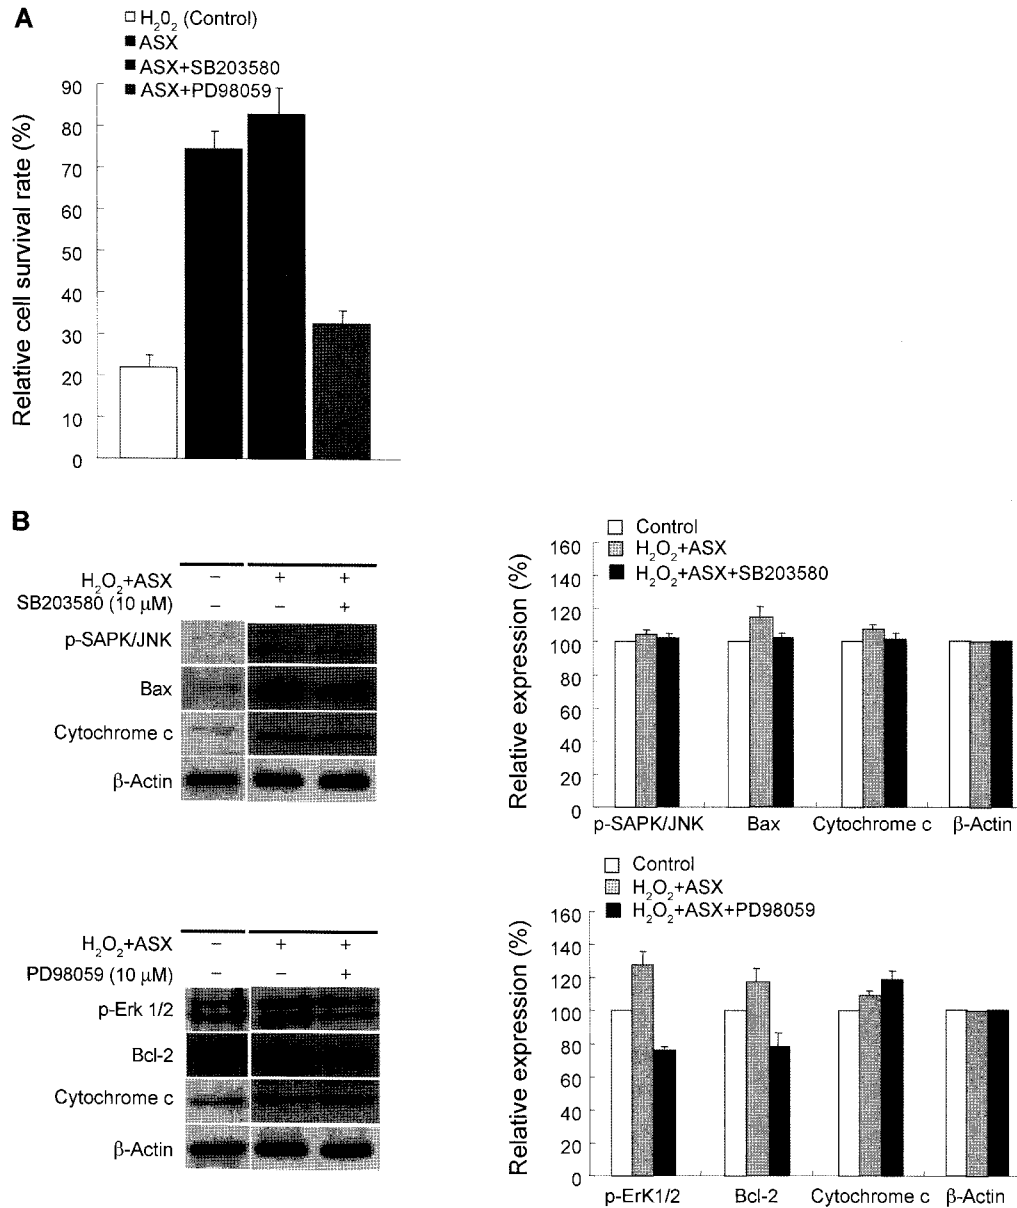 A
H₂0₂ (Control)
ASX
ASX+SB203580
ASX+PD98059
Relative cell survival rate (%)
90
80
70
60
50
40
30
20
10
0
B
H₂O₂+ASX − + +
SB203580 (10 μM) − − +
p-SAPK/JNK
Bax
Cytochrome c
β-Actin
Control
H₂O₂+ASX
H₂O₂+ASX+SB203580
Relative expression (%)
160
140
120
100
80
60
40
20
0
p-SAPK/JNK Bax Cytochrome c β-Actin
H₂O₂+ASX − + +
PD98059 (10 μM) − − +
p-Erk 1/2
Bcl-2
Cytochrome c
β-Actin
Control
H₂O₂+ASX
H₂O₂+ASX+PD98059
Relative expression (%)
160
140
120
100
80
60
40
20
0
p-ErK1/2 Bcl-2 Cytochrome c β-Actin